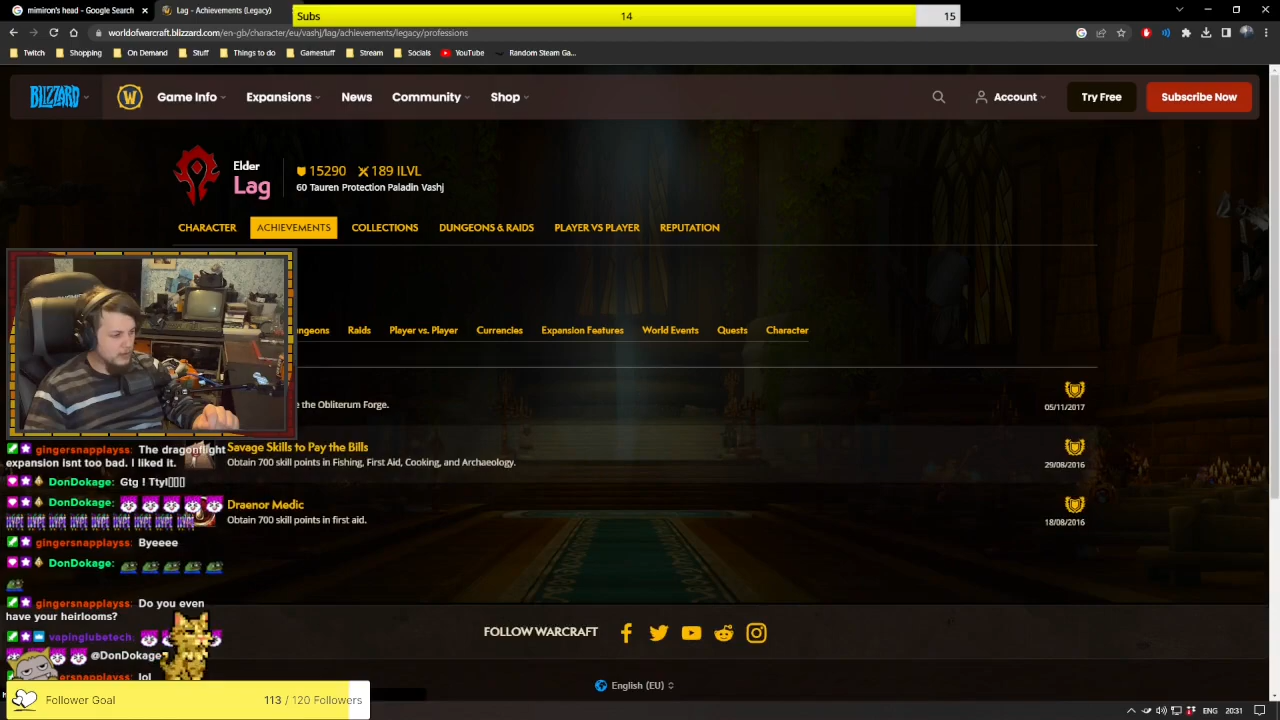 mimiron's head - Google Search
Lag - Achievements (Legacy)
Subs
14
15
worldofwarcraft.blizzard.com/en-gb/character/eu/vashj/lag/achievements/legacy/professions
Twitch
Shopping
On Demand
Stuff
Things to do
Gamestuff
Stream
Socials
YouTube
Random Steam Ga...
BLIZZARD
W
Game Info
Expansions
News
Community
Shop
Account
Try Free
Subscribe Now
Elder
Lag
15290
189 ILVL
60 Tauren Protection Paladin Vashj
CHARACTER
ACHIEVEMENTS
COLLECTIONS
DUNGEONS & RAIDS
PLAYER VS PLAYER
REPUTATION
ngeons
Raids
Player vs. Player
Currencies
Expansion Features
World Events
Quests
Character
e the Obliterum Forge.
05/11/2017
Savage Skills to Pay the Bills
Obtain 700 skill points in Fishing, First Aid, Cooking, and Archaeology.
29/08/2016
Draenor Medic
Obtain 700 skill points in first aid.
18/08/2016
gingersnapplayss: The dragonflight
expansion isnt too bad. I liked it.
DonDokage: Gtg ! Ttyl▯▯▯
DonDokage:
gingersnapplayss: Byeeee
DonDokage:
gingersnapplayss: Do you even
have your heirlooms?
vapinglubetech:
@DonDokage
gingersnapplayss: lol
FOLLOW WARCRAFT
English (EU)
Follower Goal
113 / 120 Followers
ENG
20:31